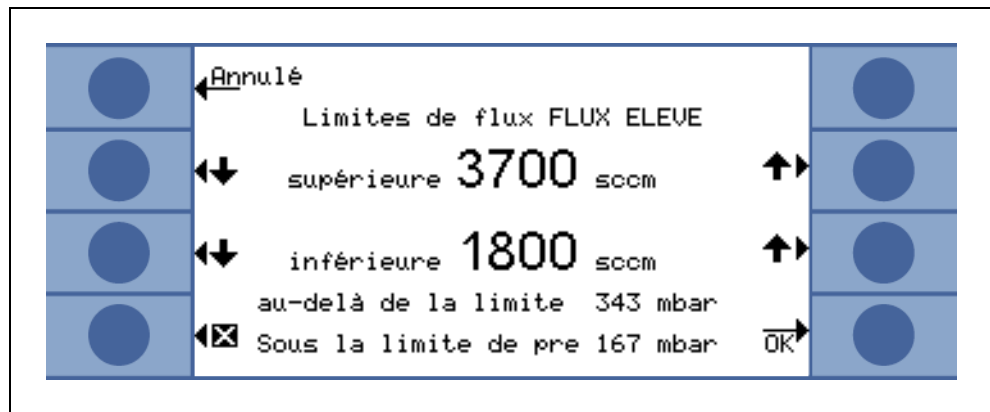 Annulé
Limites de flux FLUX ELEVE
supérieure 3700 sccm
inférieure 1800 sccm
au-delà de la limite 343 mbar
Sous la limite de pre 167 mbar OK